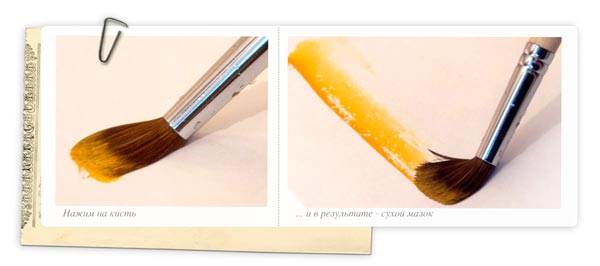 Нажим на кисть
... и в результате - сухой мазок